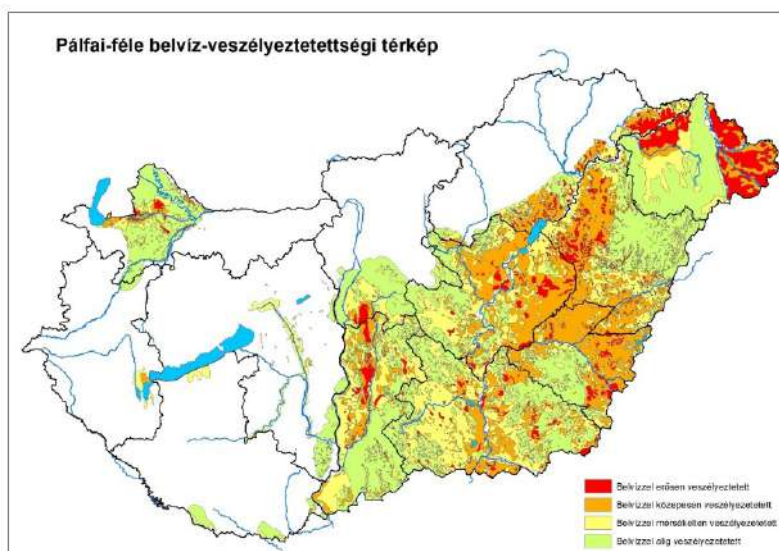 Pálfai-féle belvíz-veszélyeztetettségi térkép
Belvízzel erősen veszélyeztetett
Belvízzel közepesen veszélyeztetett
Belvízzel mérsékelten veszélyeztetett
Belvízzel alig veszélyeztetett